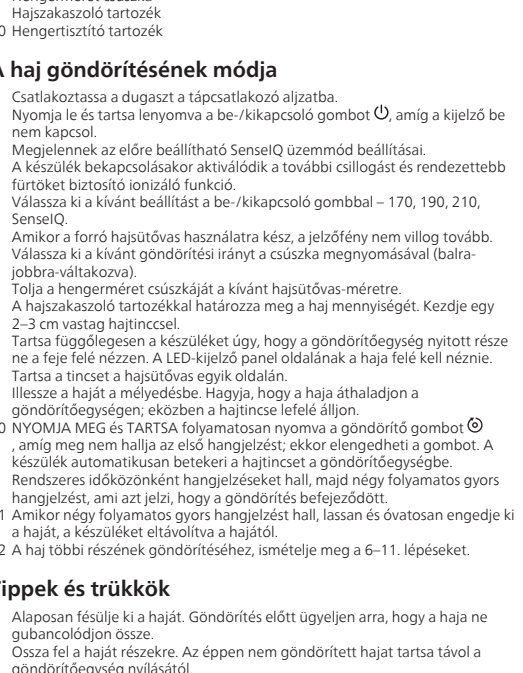 Hajszakaszoló tartozék
0 Hengertisztító tartozék
A haj göndörítésének módja
Csatlakoztassa a dugaszt a tápcsatlakozó aljzatba.
Nyomja le és tartsa lenyomva a be-/kikapcsoló gombot ⏻, amíg a kijelző be
nem kapcsol.
Megjelennek az előre beállítható SenseIQ üzemmód beállításai.
A készülék bekapcsolásakor aktiválódik a további csillogást és rendezettebb
fürtöket biztosító ionizáló funkció.
Válassza ki a kívánt beállítást a be-/kikapcsoló gombbal – 170, 190, 210,
SenseIQ.
Amikor a forró hajsütővas használatra kész, a jelzőfény nem villog tovább.
Válassza ki a kívánt göndörítési irányt a csúszka megnyomásával (balra-
jobbra-váltakozva).
Tolja a hengerméret csúszkáját a kívánt hajsütővas-méretre.
A hajszakaszoló tartozékkal határozza meg a haj mennyiségét. Kezdje egy
2–3 cm vastag hajtinccsel.
Tartsa függőlegesen a készüléket úgy, hogy a göndörítőegység nyitott része
ne a feje felé nézzen. A LED-kijelző panel oldalának a haja felé kell néznie.
Tartsa a tincset a hajsütővas egyik oldalán.
Illessze a haját a mélyedésbe. Hagyja, hogy a haja áthaladjon a
göndörítőegységen; eközben a hajtincse lefelé álljon.
0 NYOMJA MEG és TARTSA folyamatosan nyomva a göndörítő gombot
, amíg meg nem hallja az első hangjelzést; ekkor elengedheti a gombot. A
készülék automatikusan betekeri a hajtincset a göndörítőegységbe.
Rendszeres időközönként hangjelzéseket hall, majd négy folyamatos gyors
hangjelzést, ami azt jelzi, hogy a göndörítés befejeződött.
1 Amikor négy folyamatos gyors hangjelzést hall, lassan és óvatosan engedje ki
a haját, a készüléket eltávolítva a hajától.
2 A haj többi részének göndörítéséhez, ismételje meg a 6–11. lépéseket.
Tippek és trükkök
Alaposan fésülje ki a haját. Göndörítés előtt ügyeljen arra, hogy a haja ne
gubancolódjon össze.
Ossza fel a haját részekre. Az éppen nem göndörített hajat tartsa távol a
göndörítőegység nyílásától.